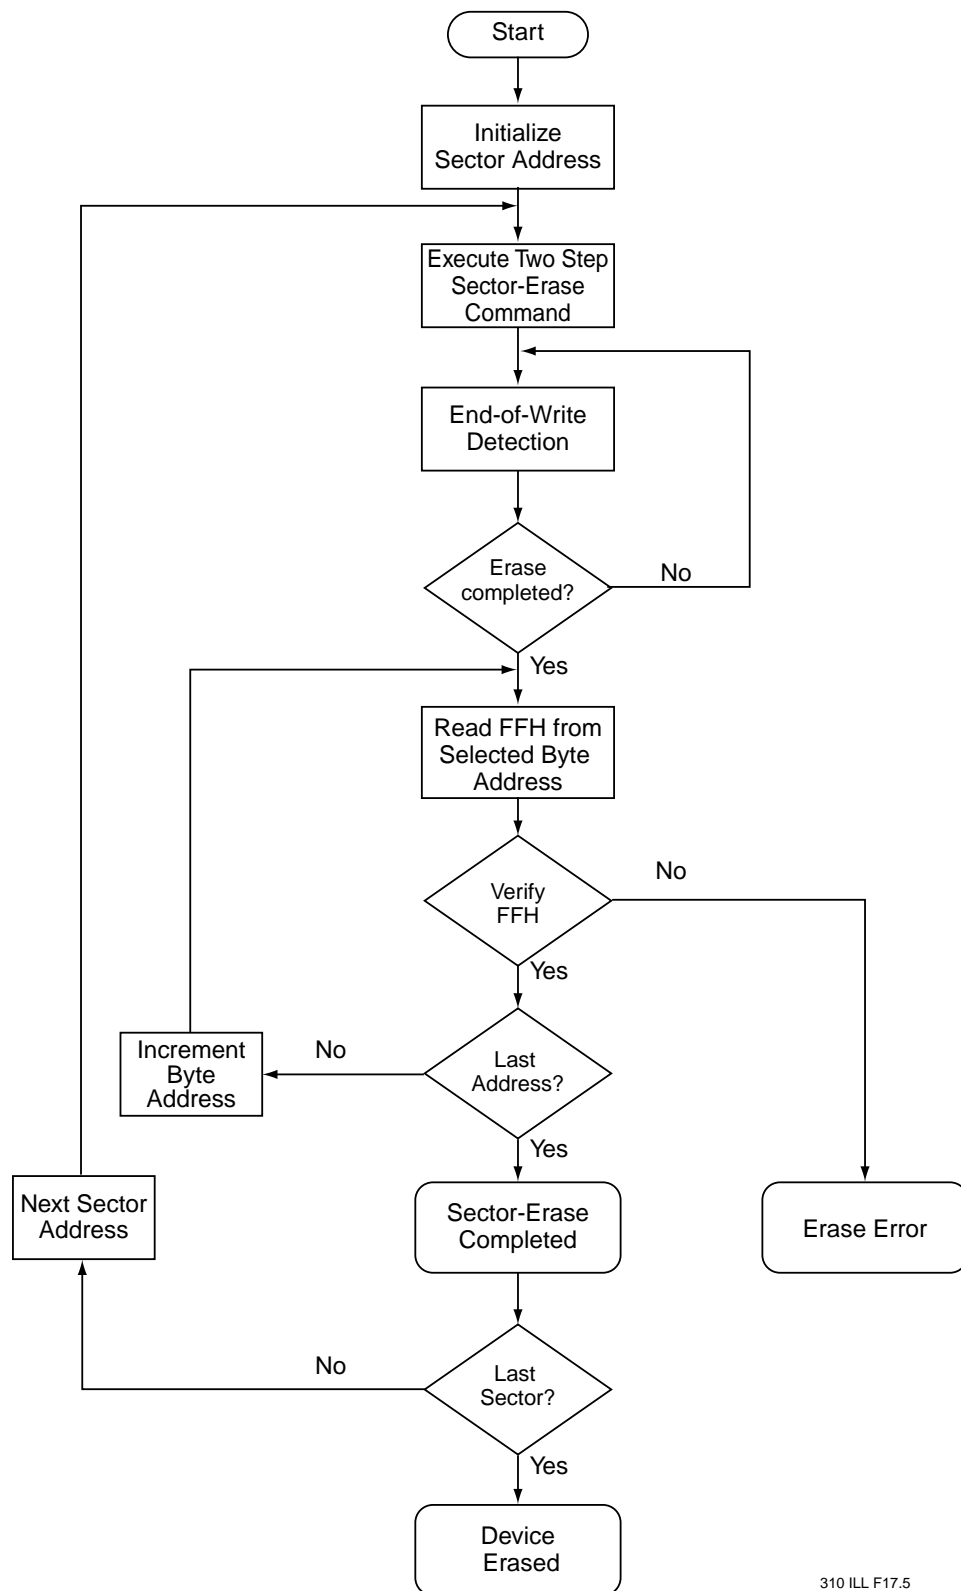 Start
Initialize
Sector Address
Execute Two Step
Sector-Erase
Command
End-of-Write
Detection
Erase
completed?
No
Yes
Read FFH from
Selected Byte
Address
Verify
FFH
No
Yes
Last
Address?
No
Increment
Byte
Address
Yes
Sector-Erase
Completed
Erase Error
Next Sector
Address
Last
Sector?
No
Yes
Device
Erased
310 ILL F17.5